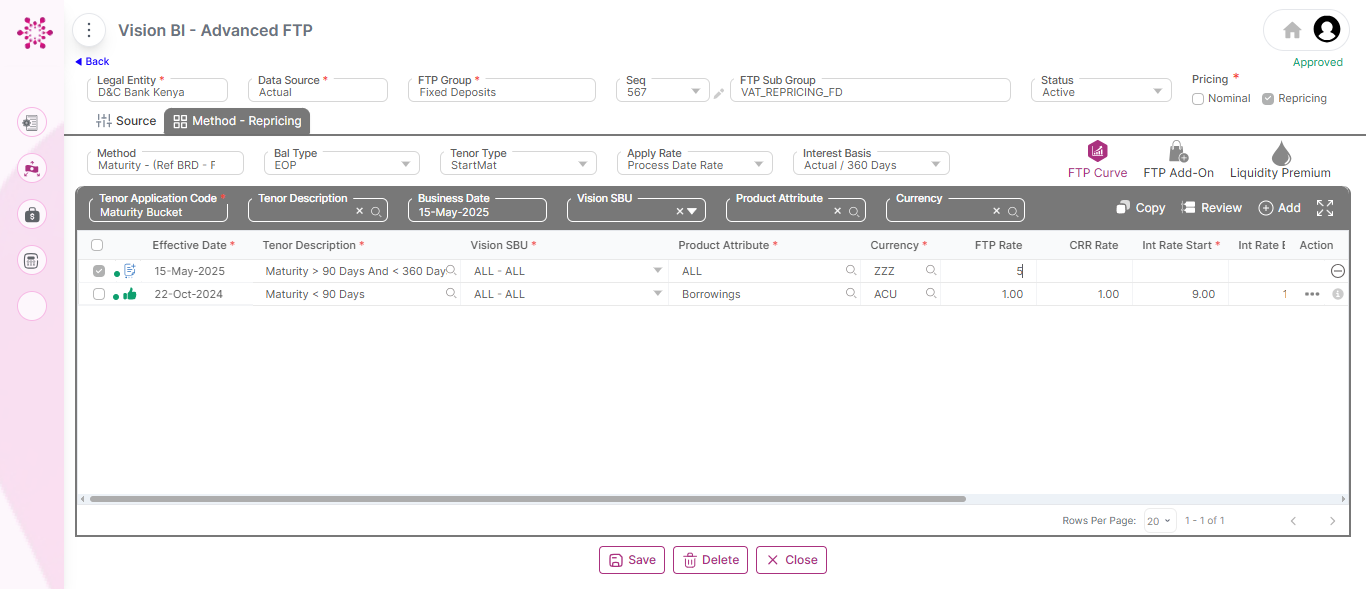 Vision BI - Advanced FTP
Back
Approved
Legal Entity * Data Source * FTP Group * Seq FTP Sub Group Status Pricing *
D&C Bank Kenya Actual Fixed Deposits 567 VAT_REPRICING_FD Active Nominal Repricing
Source Method - Repricing
Method Bal Type Tenor Type Apply Rate Interest Basis
Maturity - (Ref BRD - F EOP StartMat Process Date Rate Actual / 360 Days
FTP Curve FTP Add-On Liquidity Premium
Tenor Application Code * Tenor Description Business Date Vision SBU Product Attribute Currency
Maturity Bucket 15-May-2025 Copy Review Add
Effective Date * Tenor Description * Vision SBU * Product Attribute * Currency * FTP Rate CRR Rate Int Rate Start * Int Rate E Action
15-May-2025 Maturity > 90 Days And < 360 Day ALL - ALL ALL ZZZ 5
22-Oct-2024 Maturity < 90 Days ALL - ALL Borrowings ACU 1.00 1.00 9.00 1
Rows Per Page: 20 1 - 1 of 1
Save Delete Close